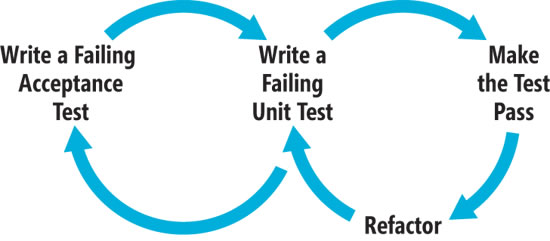 Write a Failing
Acceptance
Test
Write a
Failing
Unit Test
Make
the Test
Pass
Refactor